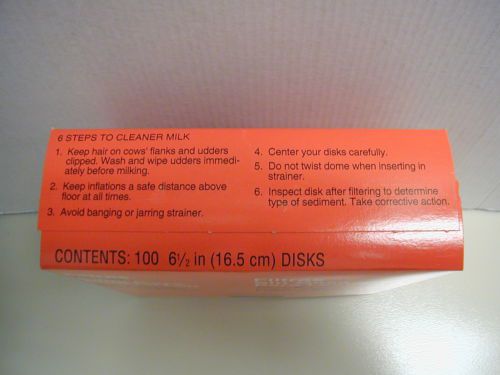 6 STEPS TO CLEANER MILK
1. Keep hair on cows' flanks and udders
clipped. Wash and wipe udders immedi-
ately before milking.
2. Keep inflations a safe distance above
floor at all times.
3. Avoid banging or jarring strainer.
4. Center your disks carefully.
5. Do not twist dome when inserting in
strainer.
6. Inspect disk after filtering to determine
type of sediment. Take corrective action.
CONTENTS: 100 6½ in (16.5 cm) DISKS